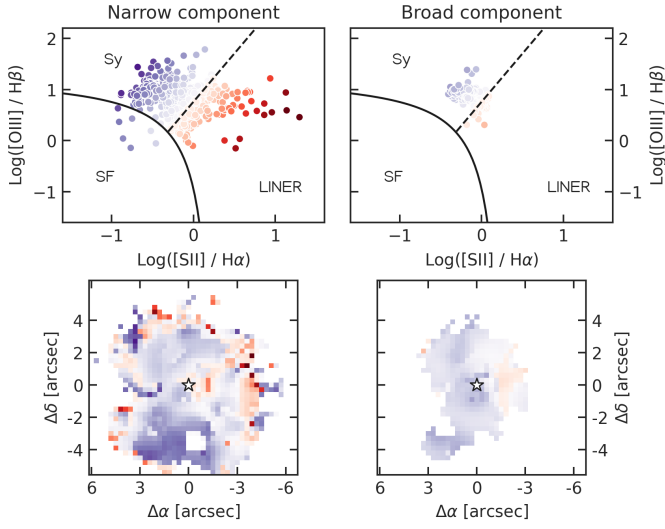 Narrow component
Broad component
Log([OIII] / Hβ)
2
1
0
−1
Sy
SF
LINER
−1
0
1
Log([SII] / Hα)
Sy
SF
LINER
−1
0
1
Log([SII] / Hα)
2
1
0
−1
Log([OIII] / Hβ)
Δδ [arcsec]
4
2
0
-2
-4
6
3
0
-3
-6
Δα [arcsec]
6
3
0
-3
-6
Δα [arcsec]
4
2
0
-2
-4
Δδ [arcsec]